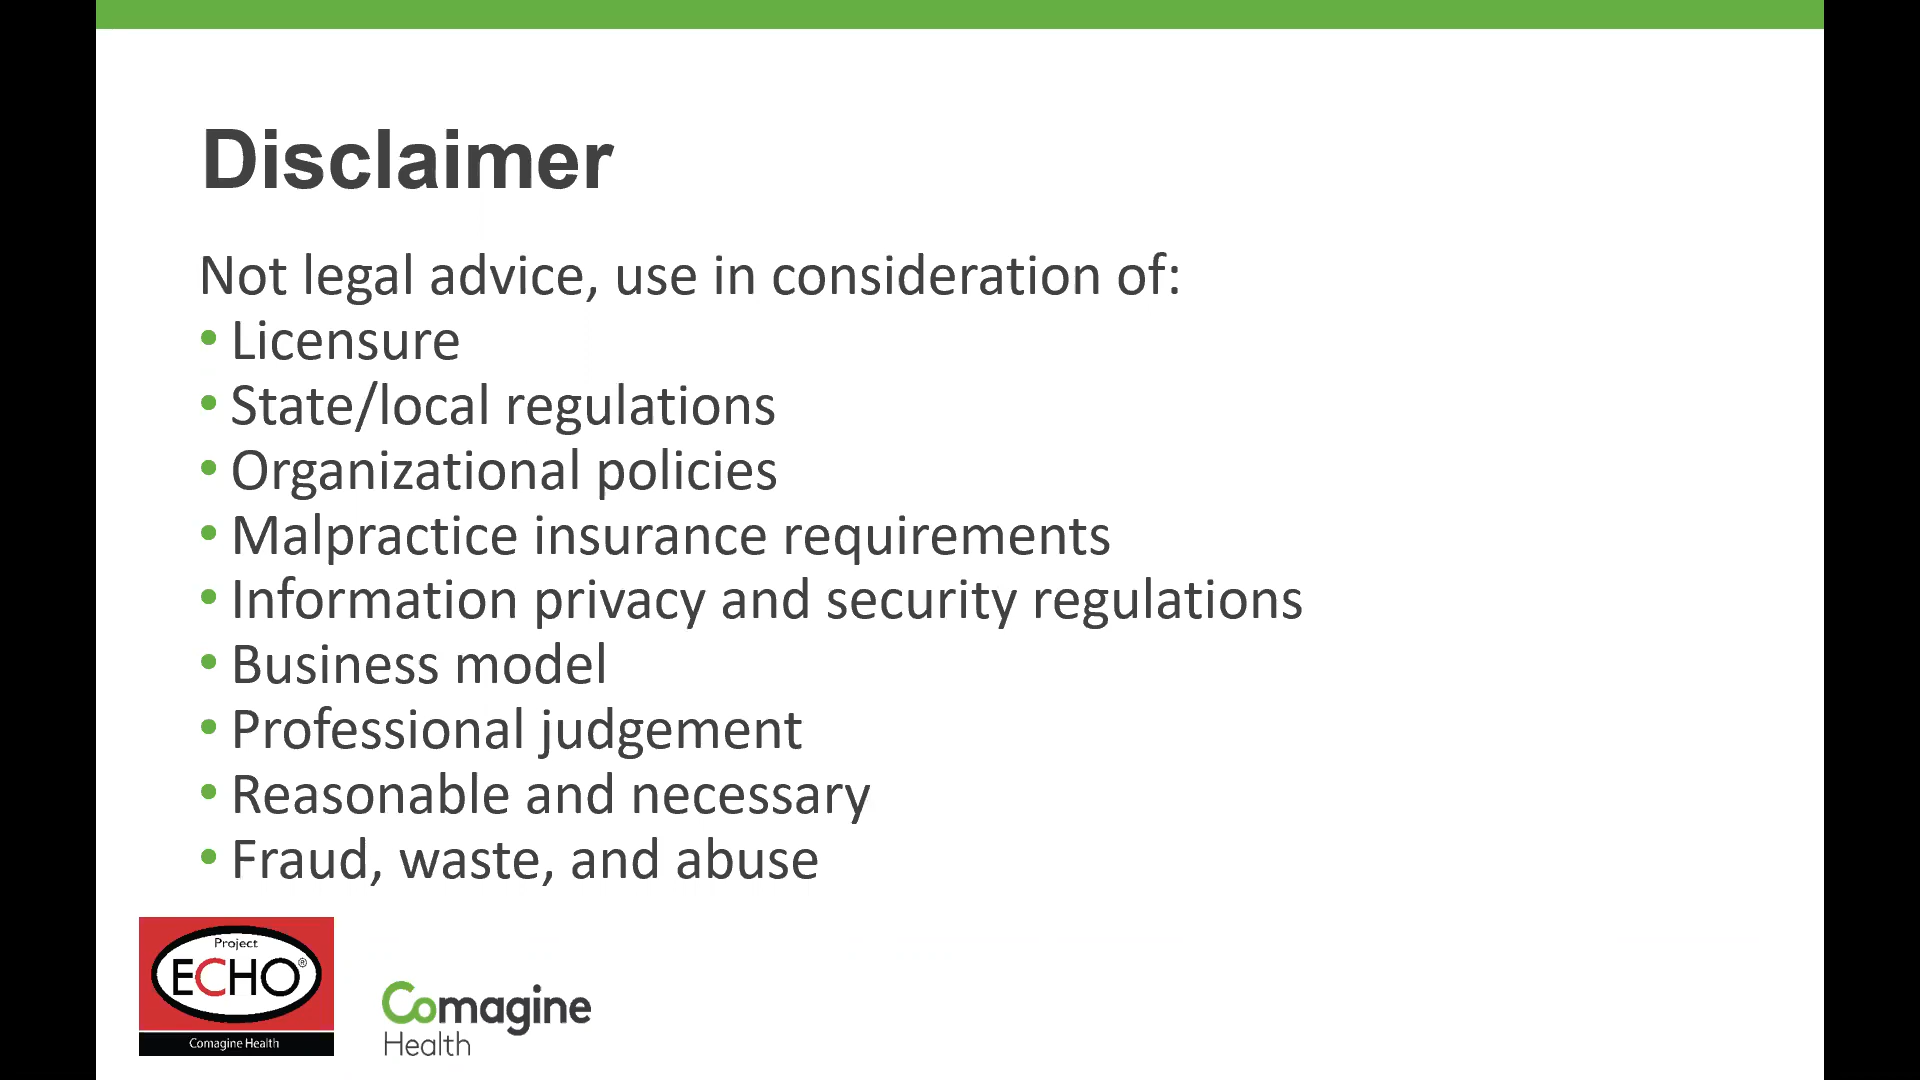 Disclaimer
Not legal advice, use in consideration of:
• Licensure
• State/local regulations
• Organizational policies
• Malpractice insurance requirements
• Information privacy and security regulations
• Business model
• Professional judgement
• Reasonable and necessary
• Fraud, waste, and abuse
Project
ECHO®
Comagine Health
Comagine
Health